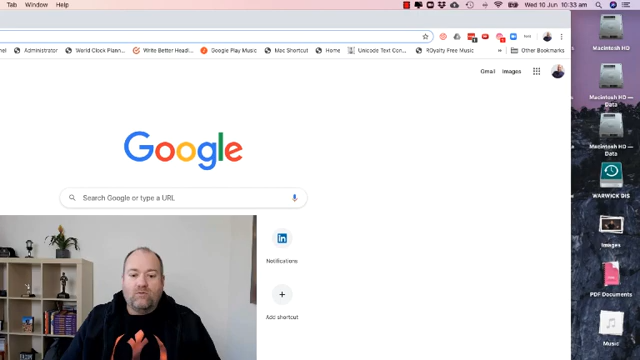 Tab Window Help Wed 10 Jun 10:33 am
Administrator World Clock Plann... Write Better Headli... Google Play Music Mac Shortcut Home Unicode Text Con... ROyalty Free Music » Other Bookmarks
Gmail Images
Google
Search Google or type a URL
Notifications
Add shortcut
Macintosh HD
Macintosh HD —
Data
Macintosh HD —
Data
WARWICK DIS
Images
PDF Documents
Music